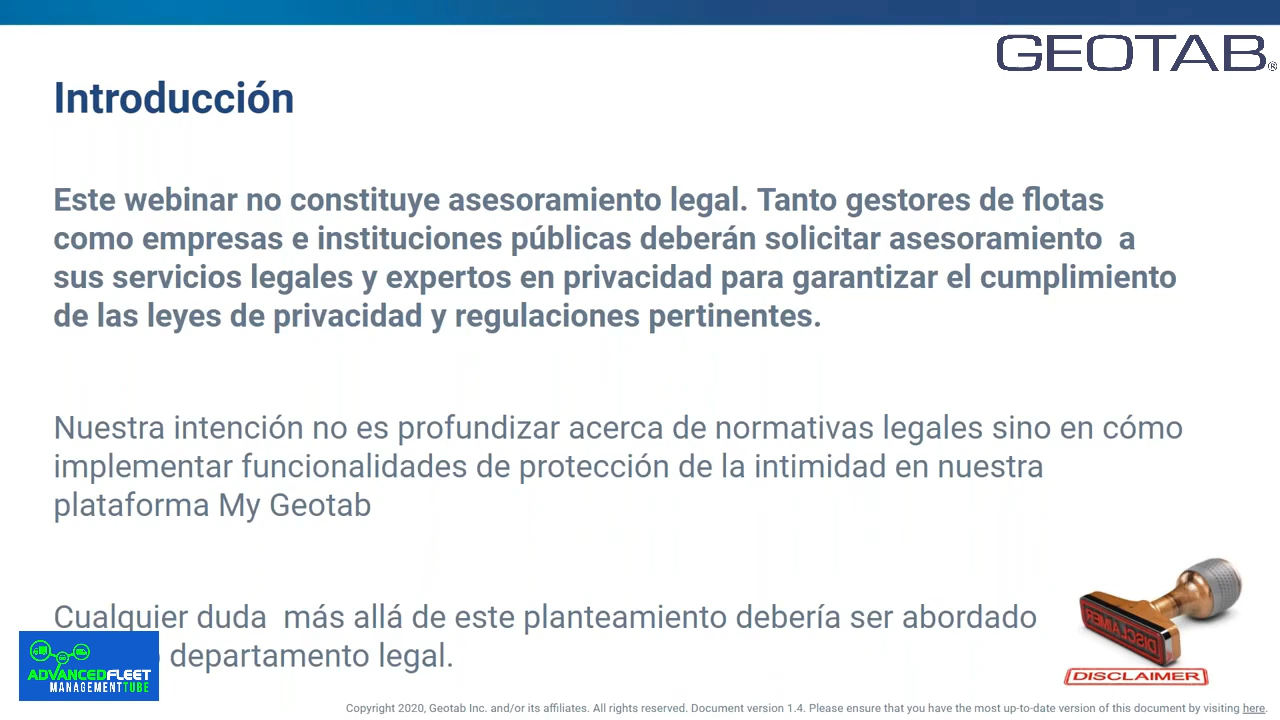 GEOTAB®
Introducción
Este webinar no constituye asesoramiento legal. Tanto gestores de flotas
como empresas e instituciones públicas deberán solicitar asesoramiento a
sus servicios legales y expertos en privacidad para garantizar el cumplimiento
de las leyes de privacidad y regulaciones pertinentes.
Nuestra intención no es profundizar acerca de normativas legales sino en cómo
implementar funcionalidades de protección de la intimidad en nuestra
plataforma My Geotab
Cualquier duda más allá de este planteamiento debería ser abordado
departamento legal.
ADVANCEDFLEET
MANAGEMENTTUBE
DISCLAIMER
DISCLAIMER
Copyright 2020, Geotab Inc. and/or its affiliates. All rights reserved. Document version 1.4. Please ensure that you have the most up-to-date version of this document by visiting here.